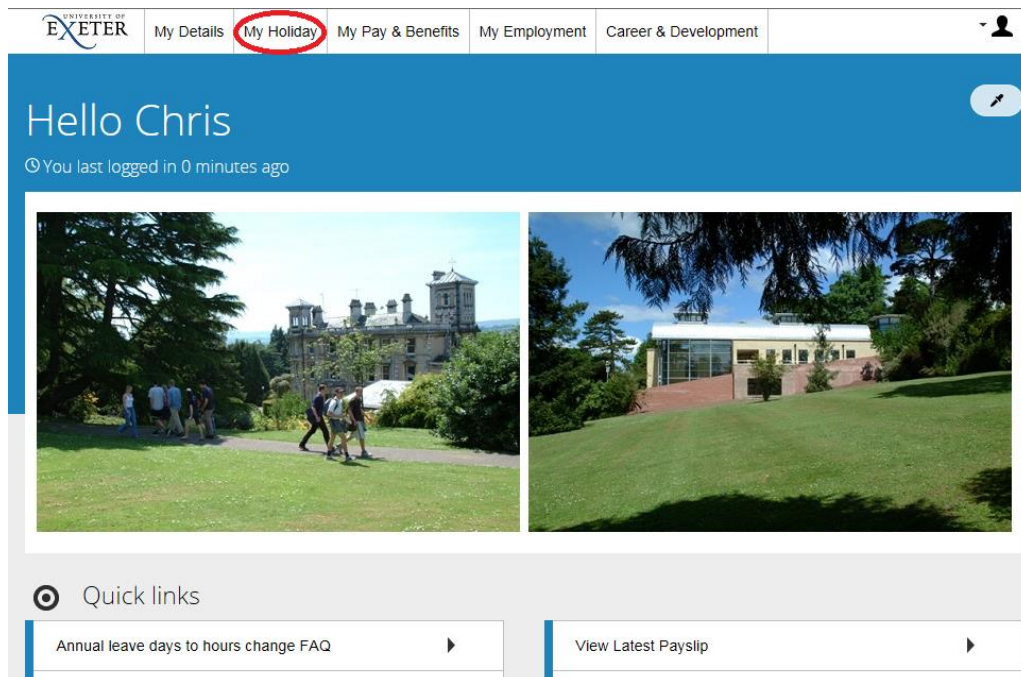 UNIVERSITY OF
EXETER
My Details
My Holiday
My Pay & Benefits
My Employment
Career & Development
Hello Chris
You last logged in 0 minutes ago
Quick links
Annual leave days to hours change FAQ
View Latest Payslip